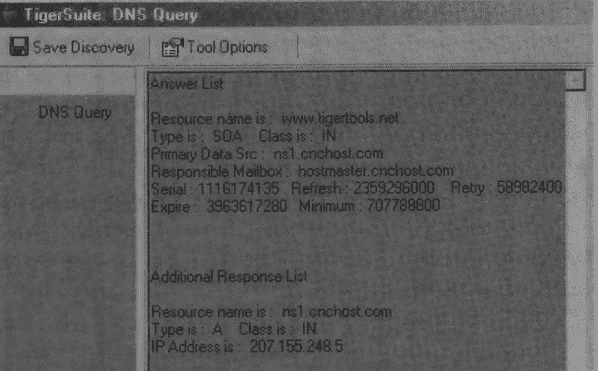 TigerSuite: DNS Query
Save Discovery Tool Options
DNS Query
Answer List
Resource name is : www.tigertools.net
Type is : SOA Class is : IN
Primary Data Src : ns1.cnchost.com
Responsible Mailbox : hostmaster.cnchost.com
Serial : 1116174135 Refresh : 2359296000 Retry : 58982400
Expire : 3963617280 Minimum : 707788800
Additional Response List
Resource name is : ns1.cnchost.com
Type is : A Class is : IN
IP Address is : 207.155.248.5